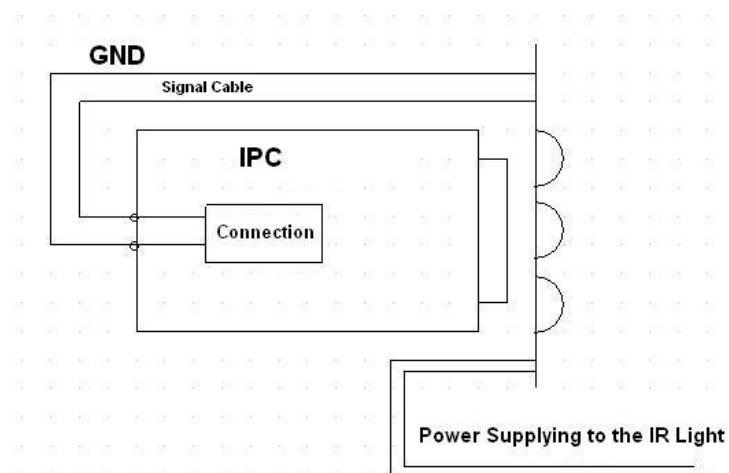 GND
Signal Cable
IPC
Connection
Power Supplying to the IR Light